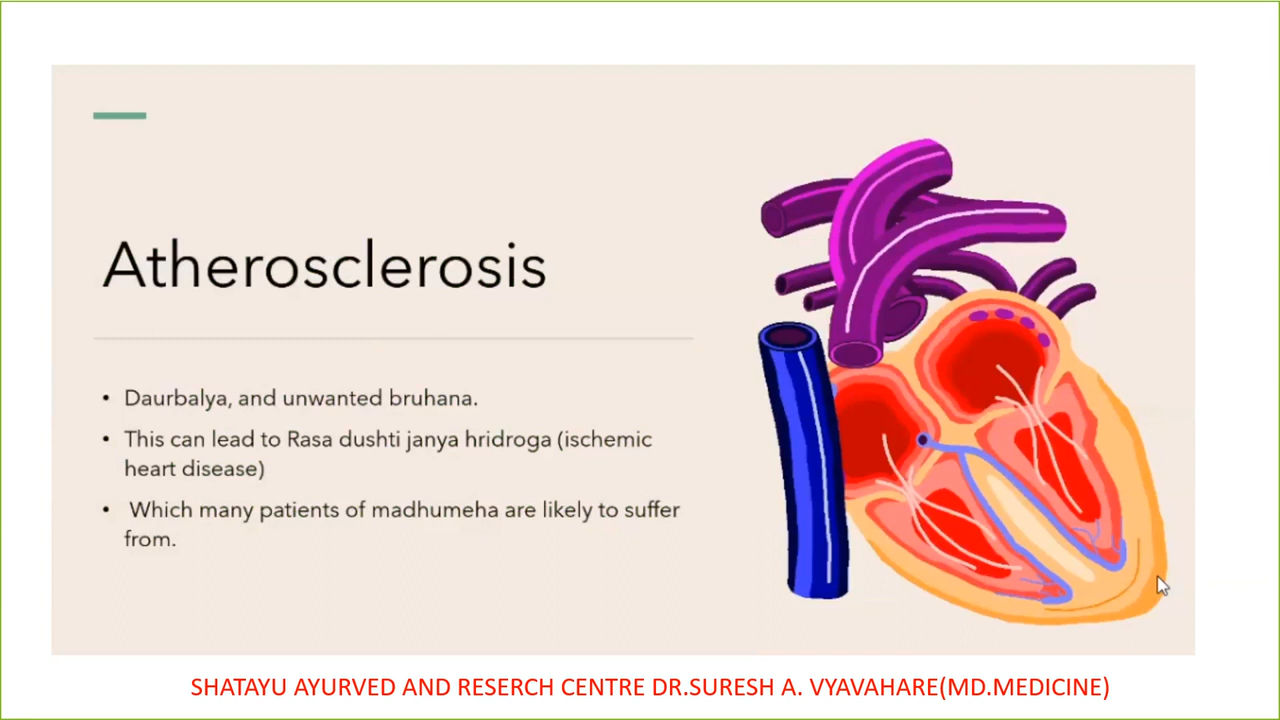 Atherosclerosis
• Daurbalya, and unwanted bruhana.
• This can lead to Rasa dushti janya hridroga (ischemic
heart disease)
• Which many patients of madhumeha are likely to suffer
from.
SHATAYU AYURVED AND RESERCH CENTRE DR.SURESH A. VYAVAHARE(MD.MEDICINE)